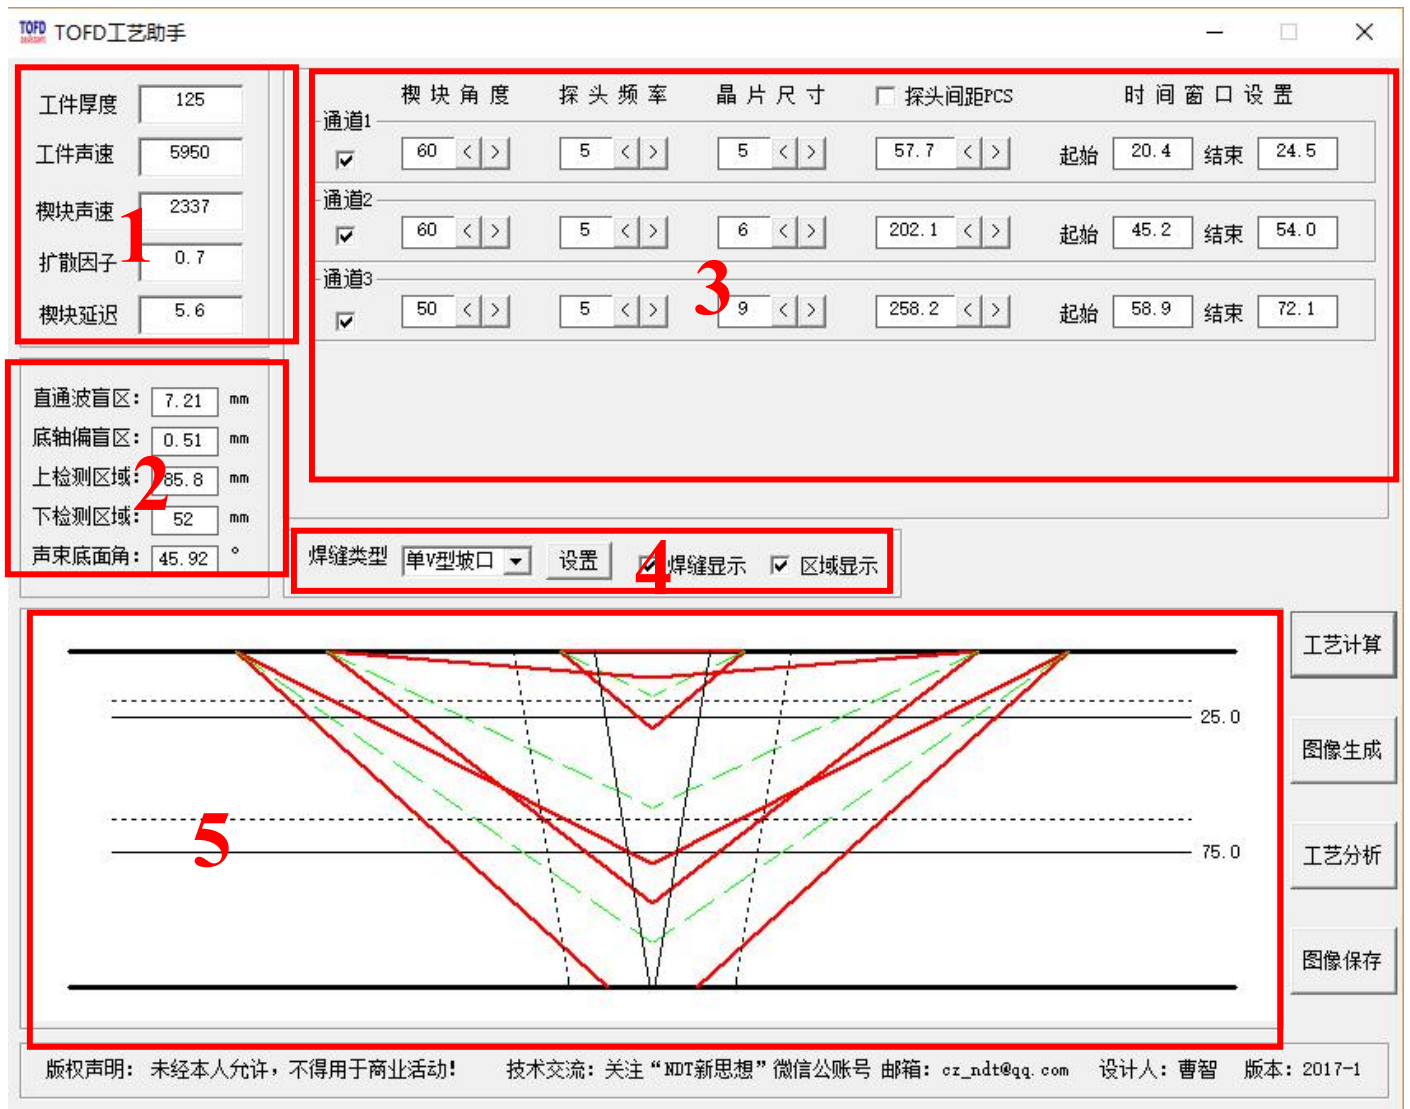 TOFD TOFD工艺助手
工件厚度 125
工件声速 5950
楔块声速 2337
扩散因子 0.7
楔块延迟 5.6
1
直通波盲区: 7.21 mm
底轴偏盲区: 0.51 mm
上检测区域: 85.8 mm
下检测区域: 52 mm
声束底面角: 45.92 °
2
楔块角度 探头频率 晶片尺寸 探头间距PCS 时间窗口设置
通道1
60 < > 5 < > 5 < > 57.7 < > 起始 20.4 结束 24.5
通道2
60 < > 5 < > 6 < > 202.1 < > 起始 45.2 结束 54.0
通道3
50 < > 5 < > 9 < > 258.2 < > 起始 58.9 结束 72.1
3
焊缝类型 单V型坡口 设置 焊缝显示 区域显示
4
25.0
75.0
5
工艺计算
图像生成
工艺分析
图像保存
版权声明: 未经本人允许,不得用于商业活动! 技术交流: 关注“NDT新思想”微信公账号 邮箱: cz_ndt@qq.com 设计人: 曹智 版本: 2017-1